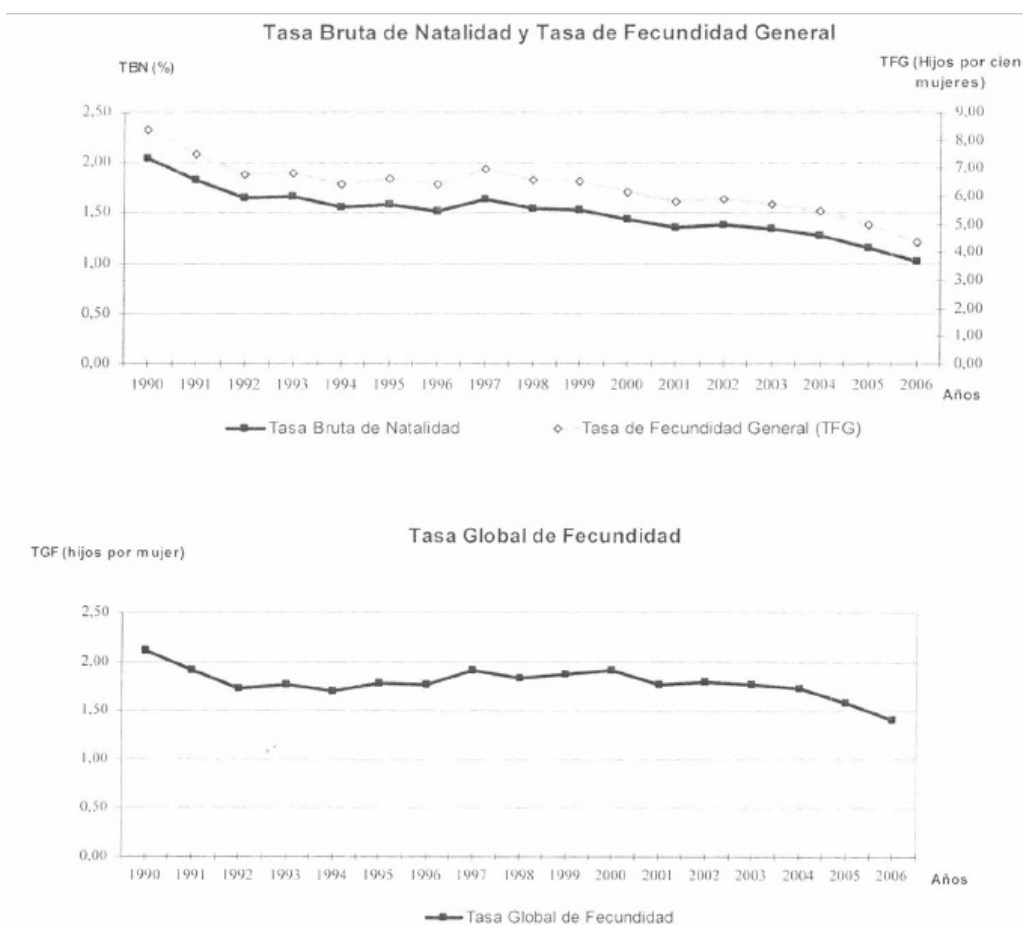 Tasa Bruta de Natalidad y Tasa de Fecundidad General
TBN (%)
TFG (Hijos por cien
mujeres)
2,50
2,00
1,50
1,00
0,50
0,00
9,00
8,00
7,00
6,00
5,00
4,00
3,00
2,00
1,00
0,00
1990 1991 1992 1993 1994 1995 1996 1997 1998 1999 2000 2001 2002 2003 2004 2005 2006
Años
Tasa Bruta de Natalidad
Tasa de Fecundidad General (TFG)
Tasa Global de Fecundidad
TGF (hijos por mujer)
2,50
2,00
1,50
1,00
0,50
0,00
1990 1991 1992 1993 1994 1995 1996 1997 1998 1999 2000 2001 2002 2003 2004 2005 2006
Años
Tasa Global de Fecundidad